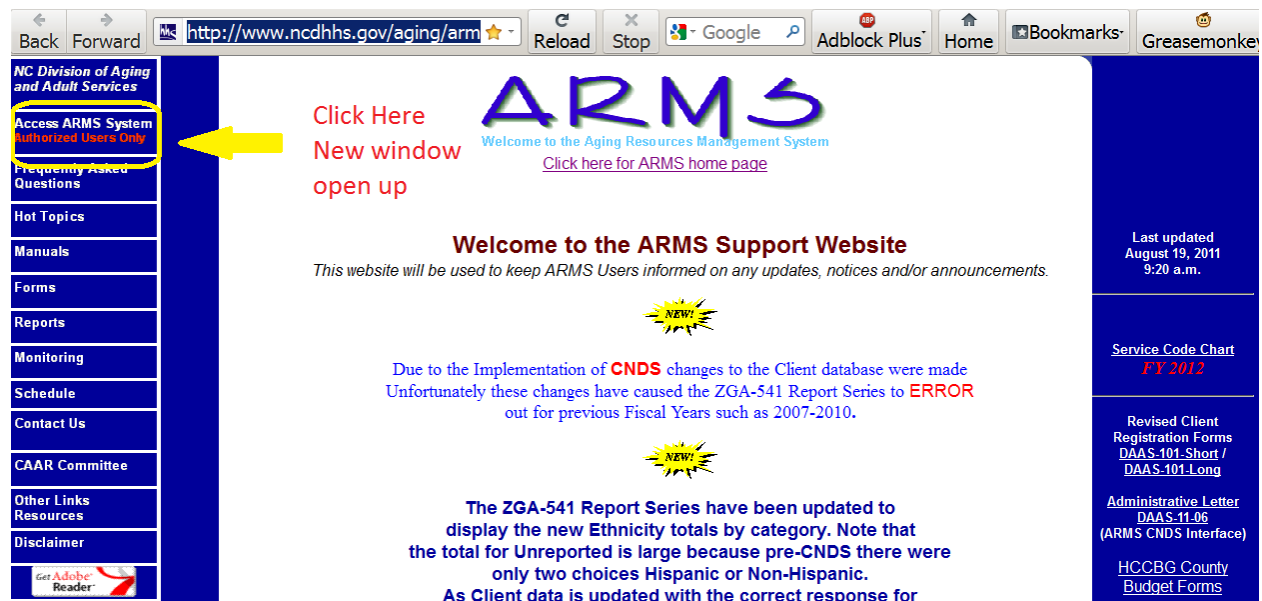 Back
Forward
http://www.ncdhhs.gov/aging/arm
Reload
Stop
Google
ABP
Adblock Plus
Home
Bookmarks
Greasemonkey
NC Division of Aging
and Adult Services
Access ARMS System
Authorized Users Only
Frequently Asked
Questions
Hot Topics
Manuals
Forms
Reports
Monitoring
Schedule
Contact Us
CAAR Committee
Other Links
Resources
Disclaimer
Get Adobe
Reader
Click Here
New window
open up
ARMS
Welcome to the Aging Resources Management System
Click here for ARMS home page
Welcome to the ARMS Support Website
This website will be used to keep ARMS Users informed on any updates, notices and/or announcements.
NEW!
Due to the Implementation of CNDS changes to the Client database were made
Unfortunately these changes have caused the ZGA-541 Report Series to ERROR
out for previous Fiscal Years such as 2007-2010.
NEW!
The ZGA-541 Report Series have been updated to
display the new Ethnicity totals by category. Note that
the total for Unreported is large because pre-CNDS there were
only two choices Hispanic or Non-Hispanic.
As Client data is updated with the correct response for
Last updated
August 19, 2011
9:20 a.m.
Service Code Chart
FY 2012
Revised Client
Registration Forms
DAAS-101-Short /
DAAS-101-Long
Administrative Letter
DAAS-11-06
(ARMS CNDS Interface)
HCCBG County
Budget Forms